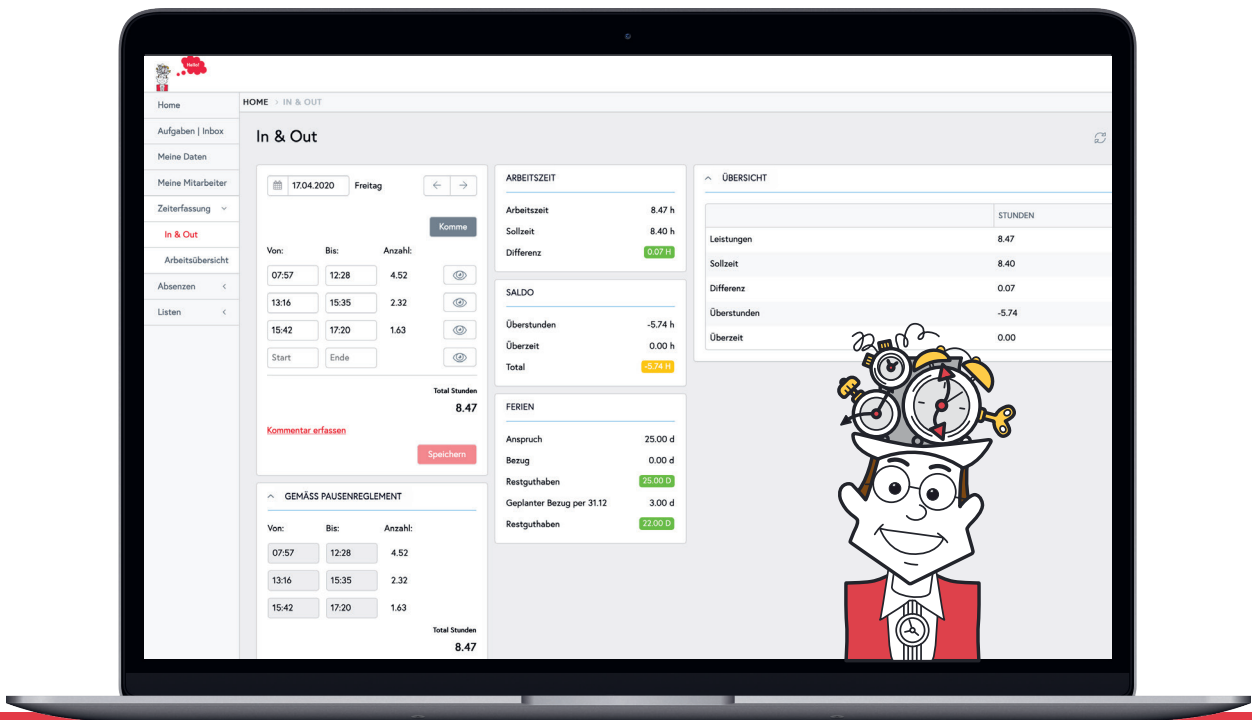 Hello!
Home
Aufgaben | Inbox
Meine Daten
Meine Mitarbeiter
Zeiterfassung
In & Out
Arbeitsübersicht
Absenzen
Listen
HOME > IN & OUT
In & Out
17.04.2020 Freitag
Komme
Von: Bis: Anzahl:
07:57 12:28 4.52
13:16 15:35 2.32
15:42 17:20 1.63
Start Ende
Total Stunden
8.47
Kommentar erfassen
Speichern
GEMÄSS PAUSENREGLEMENT
Von: Bis: Anzahl:
07:57 12:28 4.52
13:16 15:35 2.32
15:42 17:20 1.63
Total Stunden
8.47
ARBEITSZEIT
Arbeitszeit 8.47 h
Sollzeit 8.40 h
Differenz 0.07 H
SALDO
Überstunden -5.74 h
Überzeit 0.00 h
Total -5.74 H
FERIEN
Anspruch 25.00 d
Bezug 0.00 d
Restguthaben 25.00 D
Geplanter Bezug per 31.12 3.00 d
Restguthaben 22.00 D
ÜBERSICHT
STUNDEN
Leistungen 8.47
Sollzeit 8.40
Differenz 0.07
Überstunden -5.74
Überzeit 0.00